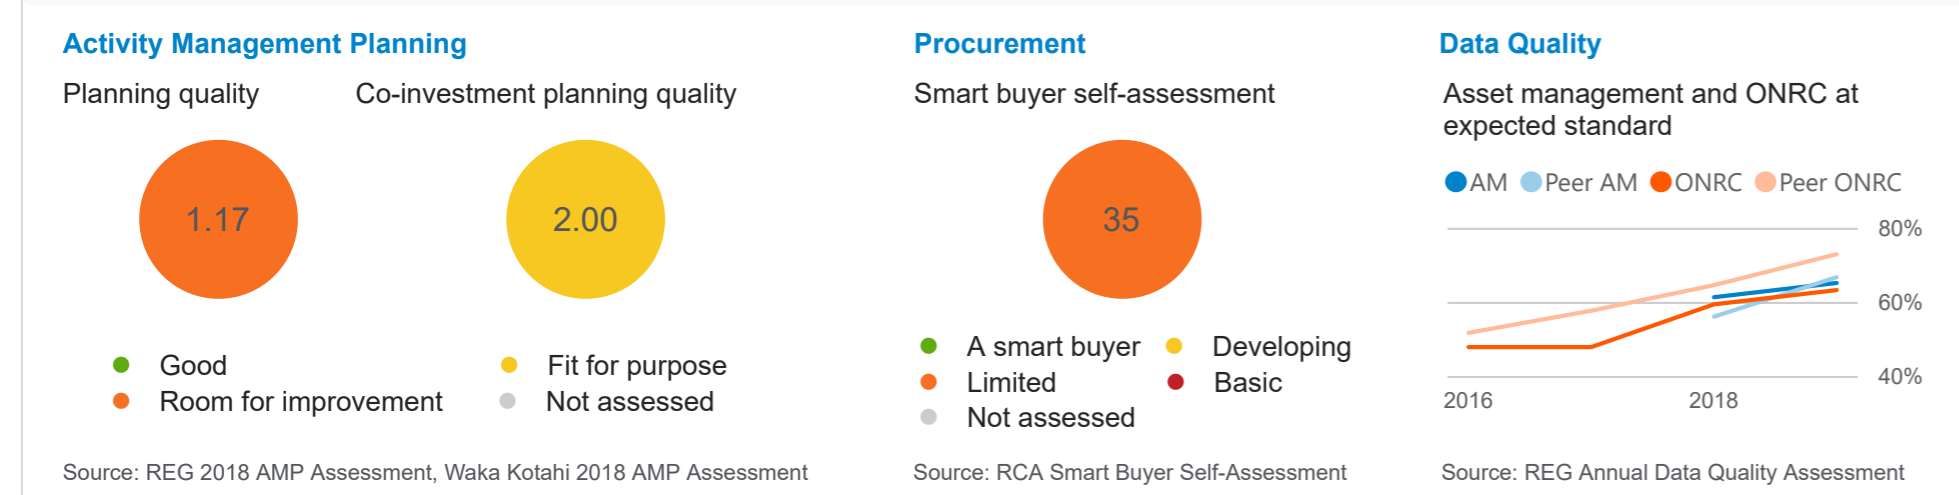 Activity Management Planning
Planning quality
Co-investment planning quality
1.17
2.00
Good
Fit for purpose
Room for improvement
Not assessed
Source: REG 2018 AMP Assessment, Waka Kotahi 2018 AMP Assessment
Procurement
Smart buyer self-assessment
35
A smart buyer
Developing
Limited
Basic
Not assessed
Source: RCA Smart Buyer Self-Assessment
Data Quality
Asset management and ONRC at
expected standard
AM Peer AM ONRC Peer ONRC
80%
60%
40%
2016
2018
Source: REG Annual Data Quality Assessment